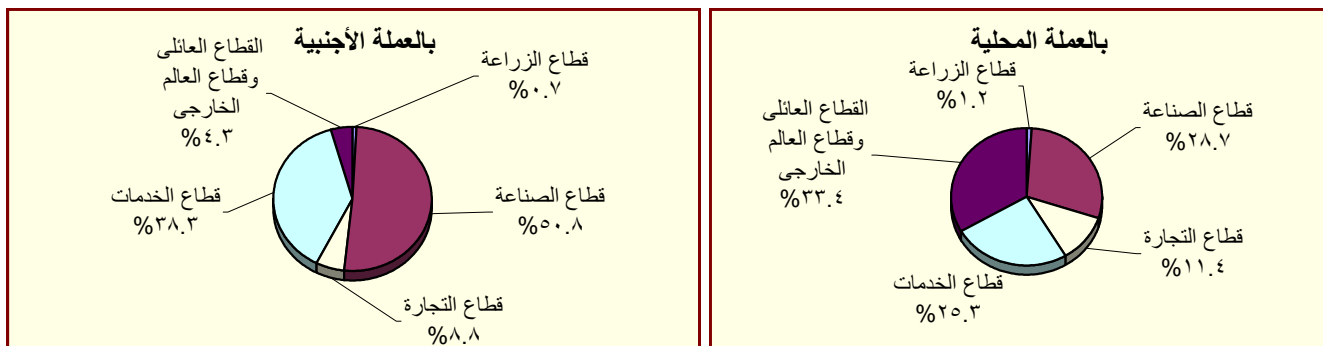 بالعملة المحلية
قطاع الزراعة
%١.٢
قطاع الصناعة
%٢٨.٧
قطاع التجارة
%١١.٤
قطاع الخدمات
%٢٥.٣
القطاع العائلى
وقطاع العالم
الخارجى
%٣٣.٤
بالعملة الأجنبية
قطاع الزراعة
%٠.٧
قطاع الصناعة
%٥٠.٨
قطاع التجارة
%٨.٨
قطاع الخدمات
%٣٨.٣
القطاع العائلى
وقطاع العالم
الخارجى
%٤.٣